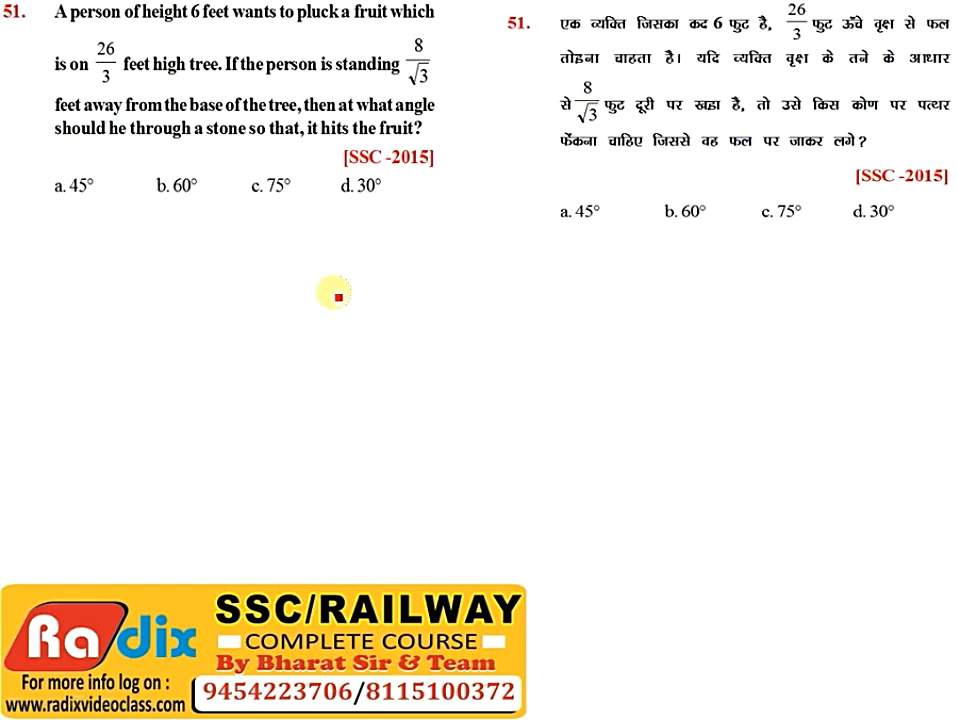 51. A person of height 6 feet wants to pluck a fruit which
is on 26/3 feet high tree. If the person is standing 8/√3
feet away from the base of the tree, then at what angle
should he through a stone so that, it hits the fruit?
[SSC -2015]
a. 45° b. 60° c. 75° d. 30°
51. एक व्यक्ति जिसका कद 6 फुट है, 26/3 फुट ऊँचे वृक्ष से फल
तोड़ना चाहता है। यदि व्यक्ति वृक्ष के तने के आधार
से 8/√3 फुट दूरी पर खड़ा है, तो उसे किस कोण पर पत्थर
फेंकना चाहिए जिससे वह फल पर जाकर लगे?
[SSC -2015]
a. 45° b. 60° c. 75° d. 30°
Radix
For more info log on :
www.radixvideoclass.com
SSC/RAILWAY
COMPLETE COURSE
By Bharat Sir & Team
9454223706/8115100372